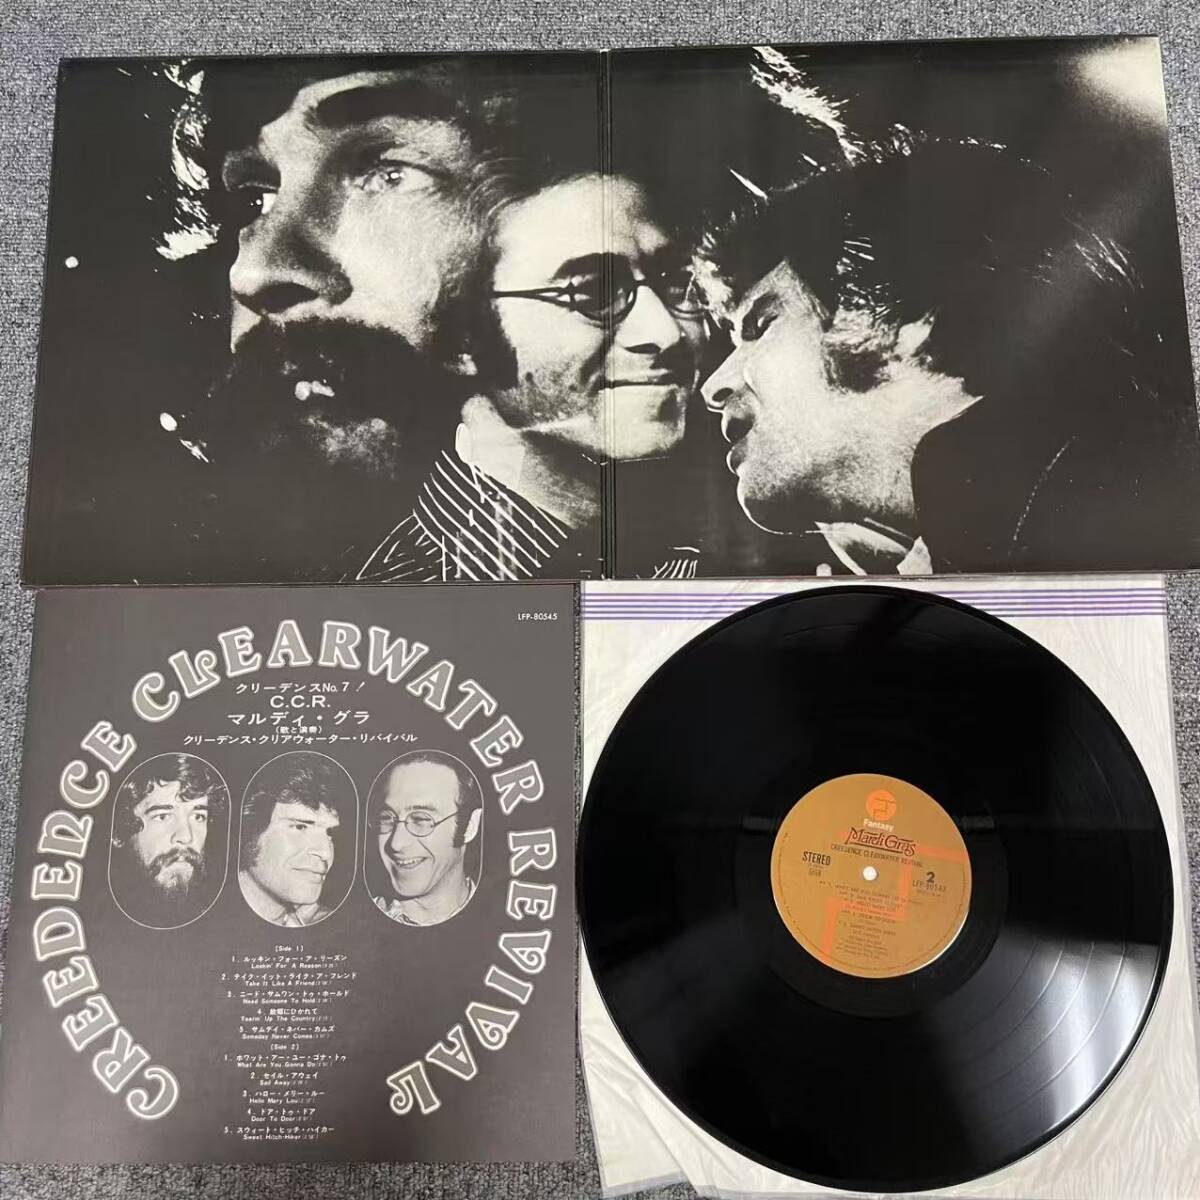 LFP-80545
CREEDENCE CLEARWATER REVIVAL
クリーデンスNo.7!
C.C.R.
マルディ・グラ
(歌と演奏)
クリーデンス・クリアウォーター・リバイバル
(Side 1)
1. ルッキン・フォー・ア・リーズン
Lookin' For A Reason
2. テイク・イット・ライク・ア・フレンド
Take It Like A Friend
3. ニード・サムワン・トゥ・ホールド
Need Someone To Hold
4. 故郷にひかれて
Tearin' Up The Country
5. サムデイ・ネバー・カムズ
Someday Never Comes
(Side 2)
1. ホワット・アー・ユー・ゴナ・ドゥ
What Are You Gonna Do
2. セイル・アウェイ
Sail Away
3. ハロー・メリー・ルー
Hello Mary Lou
4. ドア・トゥ・ドア
Door To Door
5. スウィート・ヒッチ・ハイカー
Sweet Hitch-Hiker
Fantasy
Mardi Gras
CREEDENCE CLEARWATER REVIVAL
STEREO
2